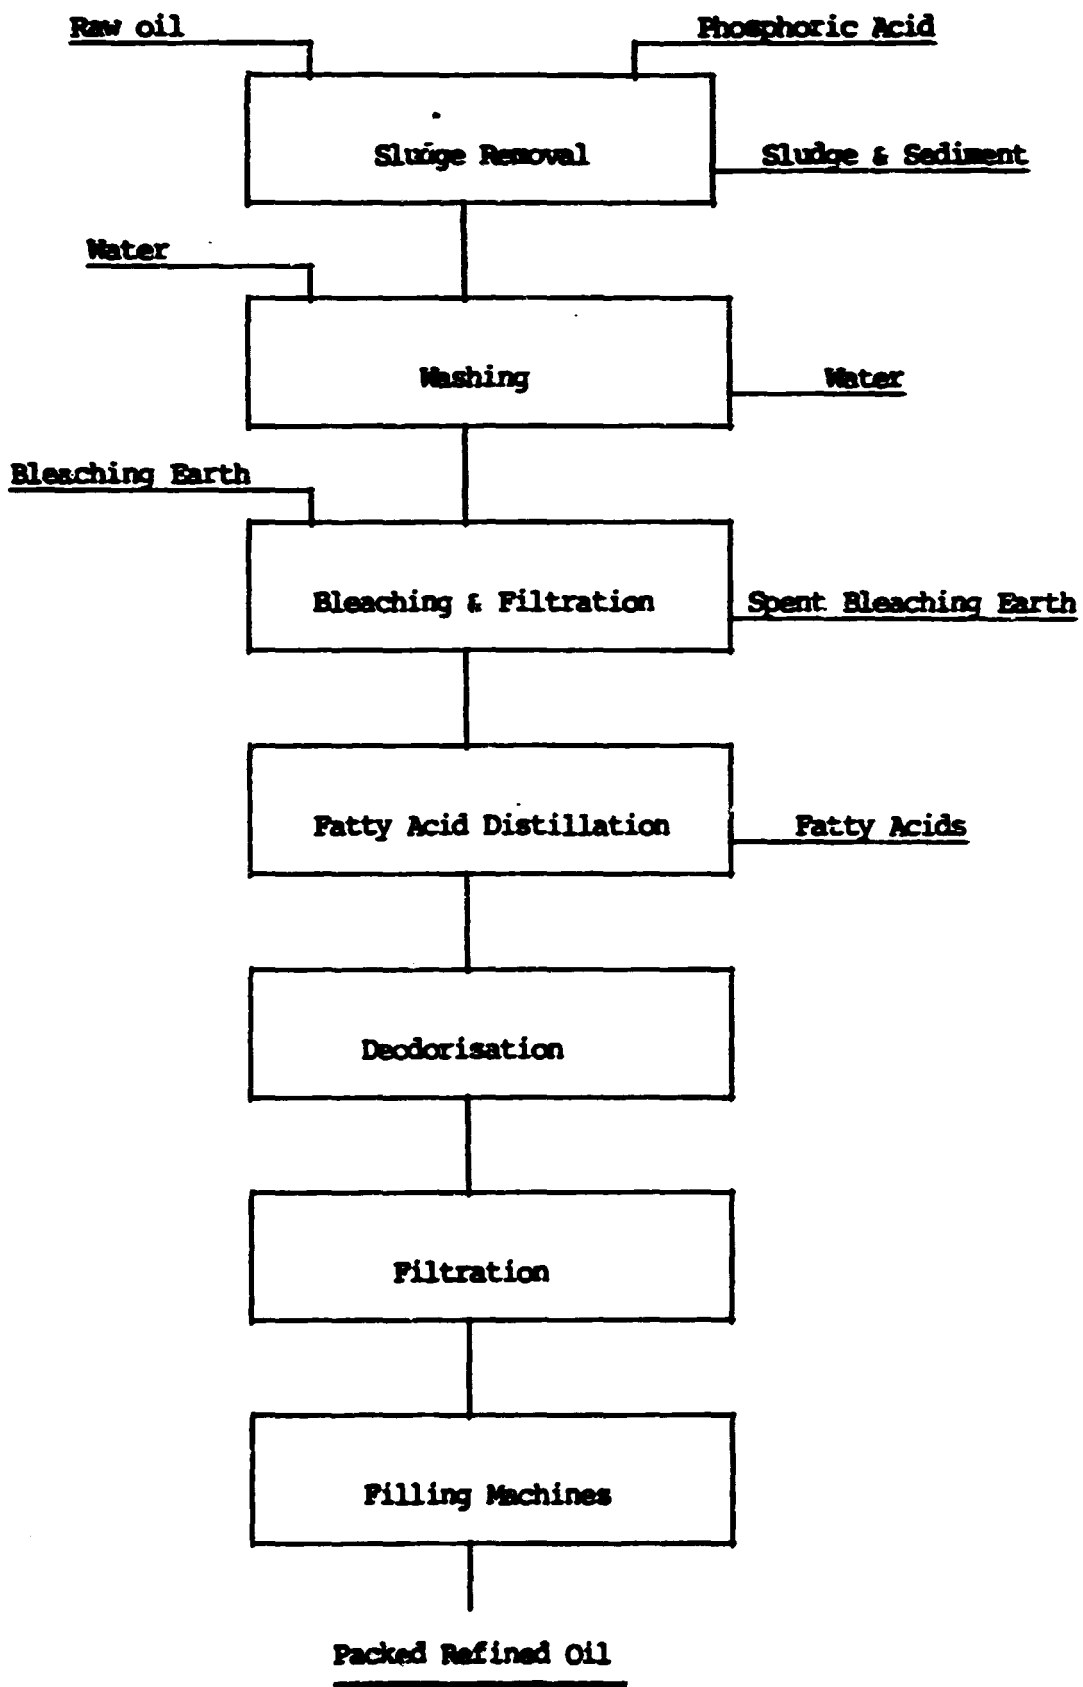 Raw oil
Phosphoric Acid
Sludge Removal
Sludge & Sediment
Water
Washing
Water
Bleaching Earth
Bleaching & Filtration
Spent Bleaching Earth
Fatty Acid Distillation
Fatty Acids
Deodorisation
Filtration
Filling Machines
Packed Refined Oil